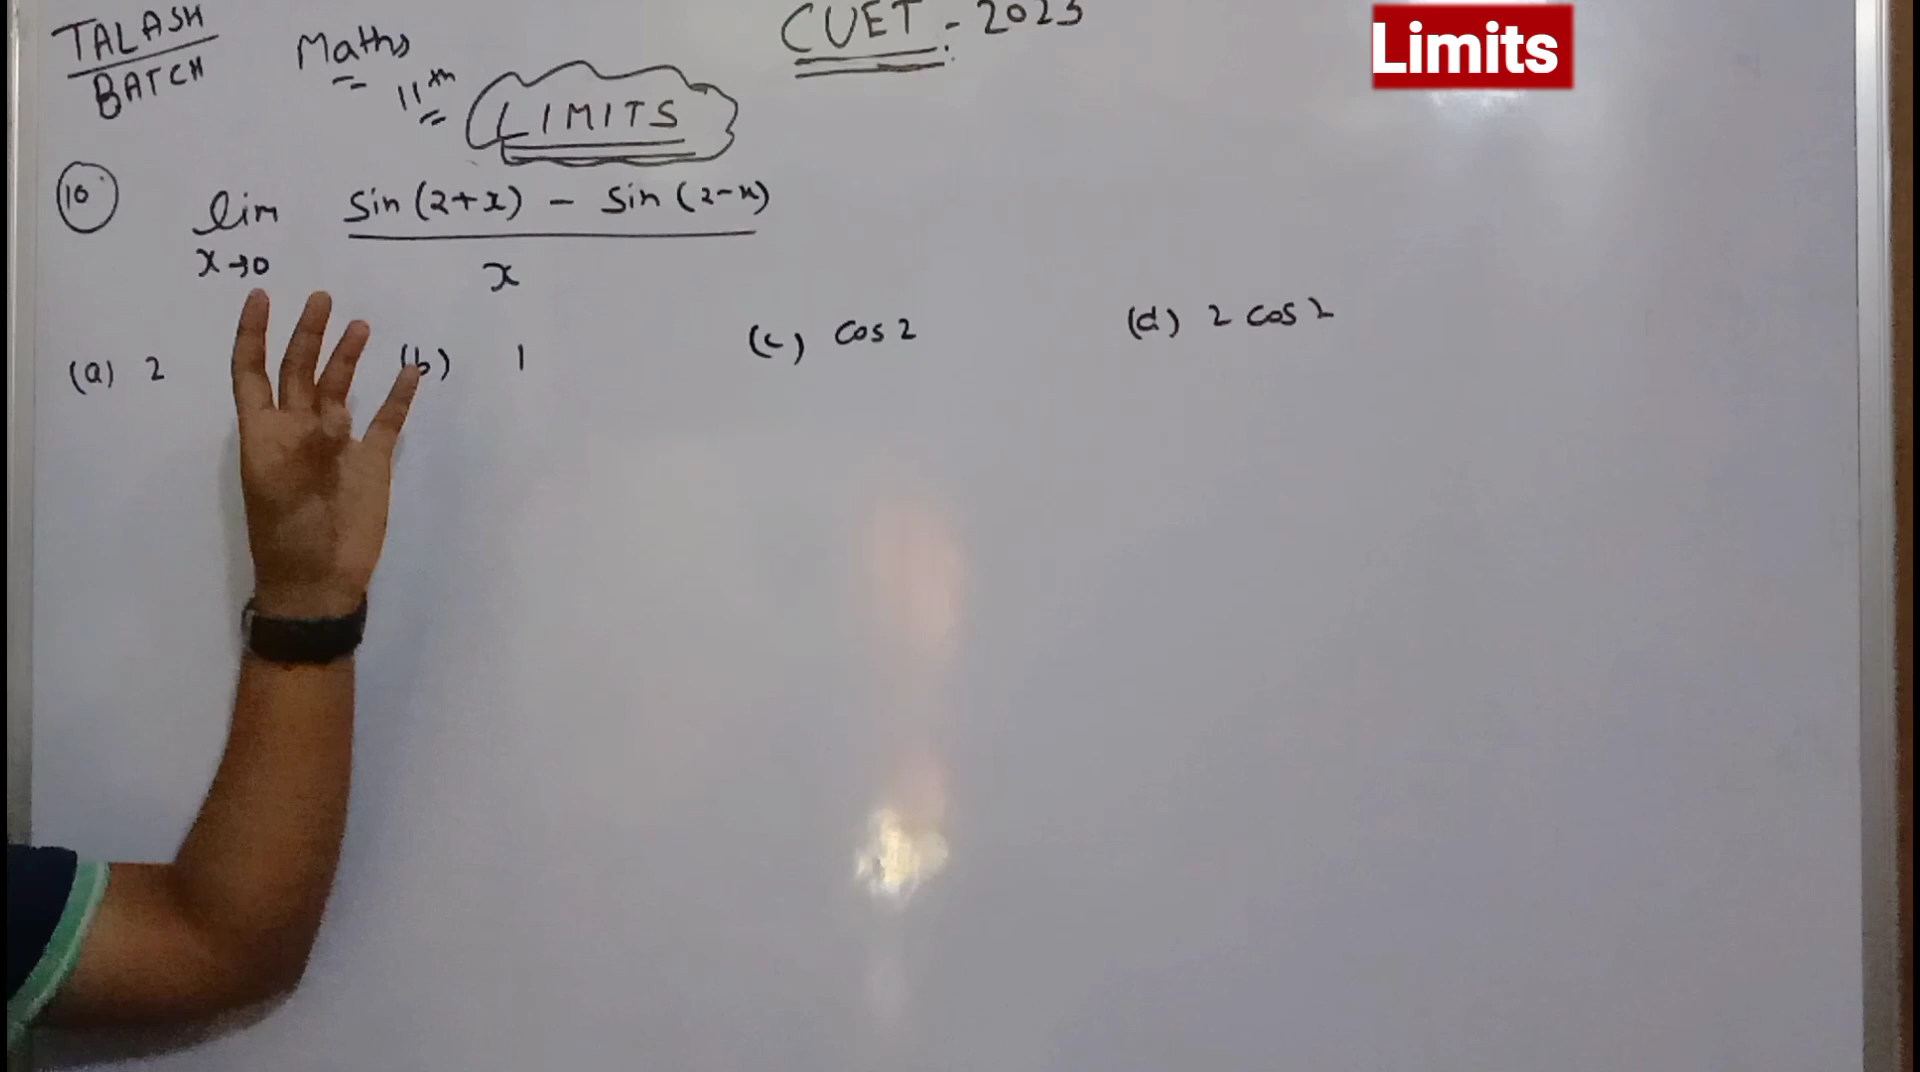 TALASH
BATCH
Maths
11th
LIMITS
CUET - 2023
Limits
(10) lim x→0 sin (2+x) - sin (2-x) / x
(a) 2
(b) 1
(c) cos 2
(d) 2 cos 2